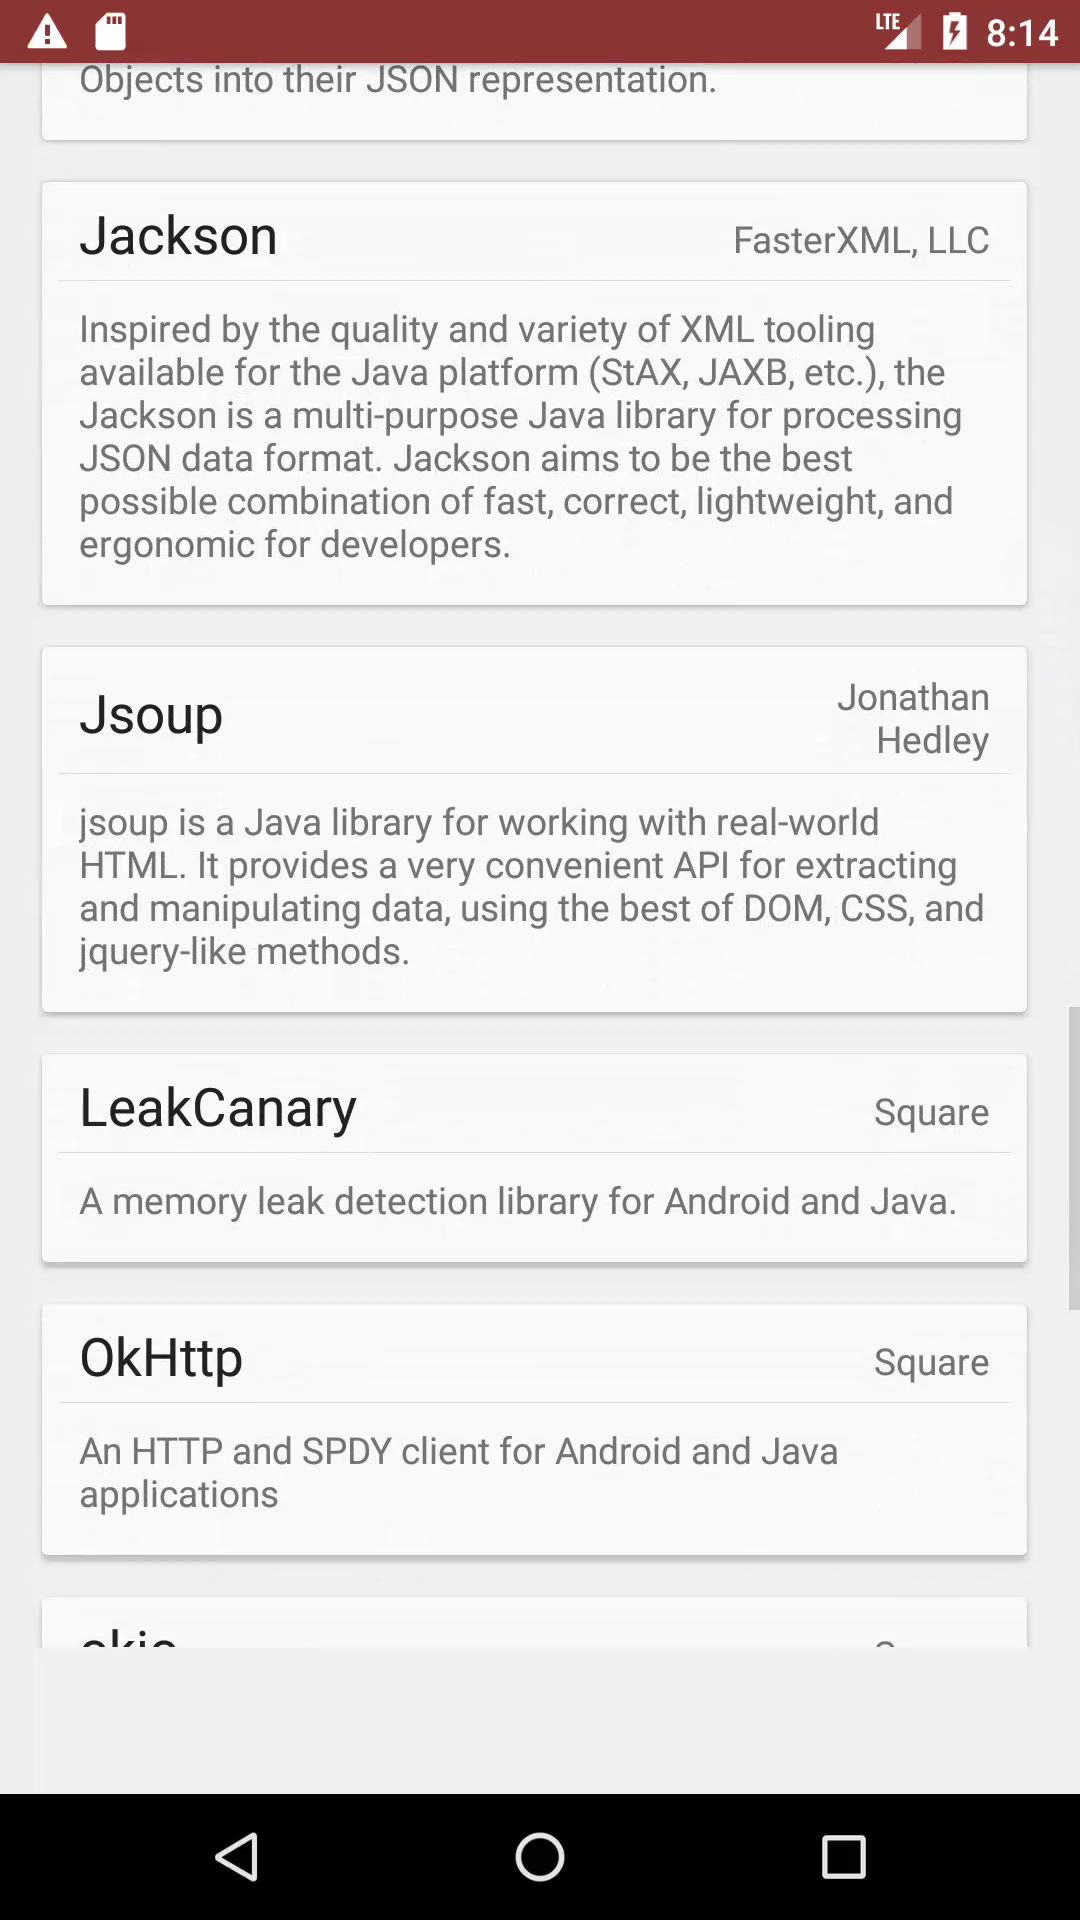 LTE 8:14
Objects into their JSON representation.
Jackson
FasterXML, LLC
Inspired by the quality and variety of XML tooling
available for the Java platform (StAX, JAXB, etc.), the
Jackson is a multi-purpose Java library for processing
JSON data format. Jackson aims to be the best
possible combination of fast, correct, lightweight, and
ergonomic for developers.
Jsoup
Jonathan
Hedley
jsoup is a Java library for working with real-world
HTML. It provides a very convenient API for extracting
and manipulating data, using the best of DOM, CSS, and
jquery-like methods.
LeakCanary
Square
A memory leak detection library for Android and Java.
OkHttp
Square
An HTTP and SPDY client for Android and Java
applications